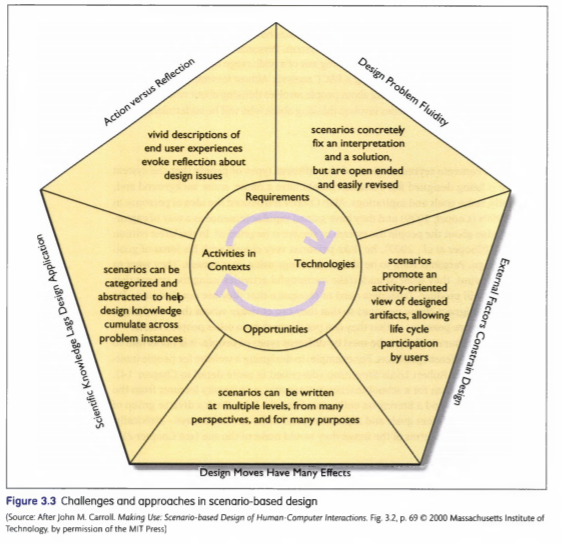 Action versus Reflection
Design Problem Fluidity
vivid descriptions of
end user experiences
evoke reflection about
design issues
scenarios concretely
fix an interpretation
and a solution,
but are open ended
and easily revised
Requirements
Activities in
Contexts
Technologies
Opportunities
Scientific Knowledge Lags Design Application
scenarios can be
categorized and
abstracted to help
design knowledge
cumulate across
problem instances
scenarios
promote an
activity-oriented
view of designed
artifacts, allowing
life cycle
participation
by users
External Factors Constrain Design
scenarios can be written
at multiple levels, from many
perspectives, and for many purposes
Design Moves Have Many Effects
Figure 3.3 Challenges and approaches in scenario-based design
(Source: After John M. Carroll. Making Use: Scenario-based Design of Human-Computer Interactions. Fig. 3.2, p. 69 © 2000 Massachusetts Institute of
Technology, by permission of the MIT Press)